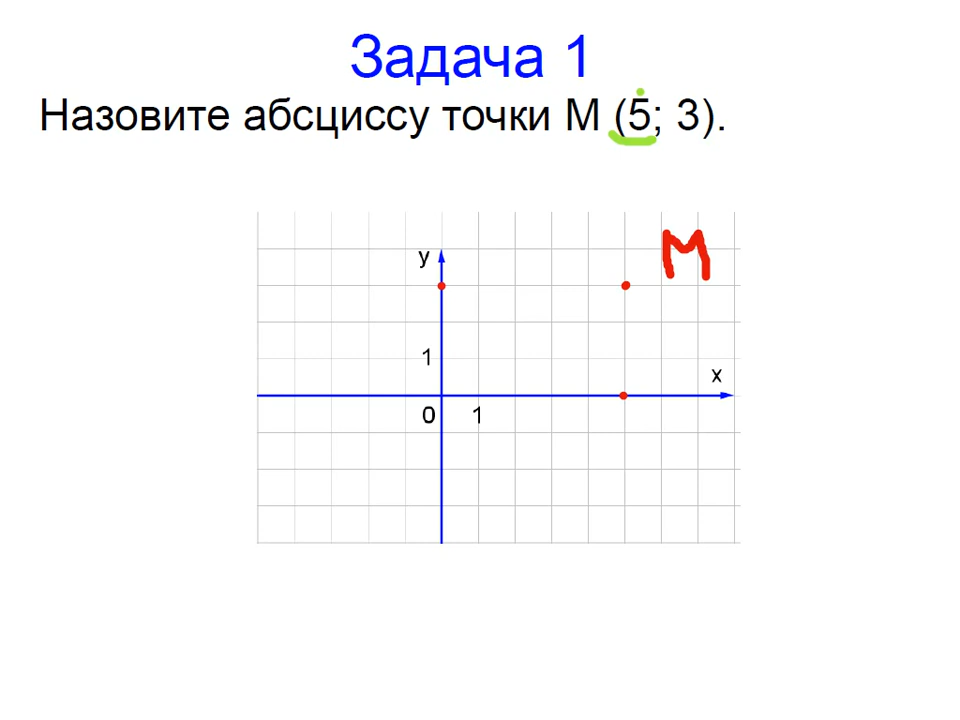 Задача 1
Назовите абсциссу точки М (5; 3).
М
у
1
х
0 1